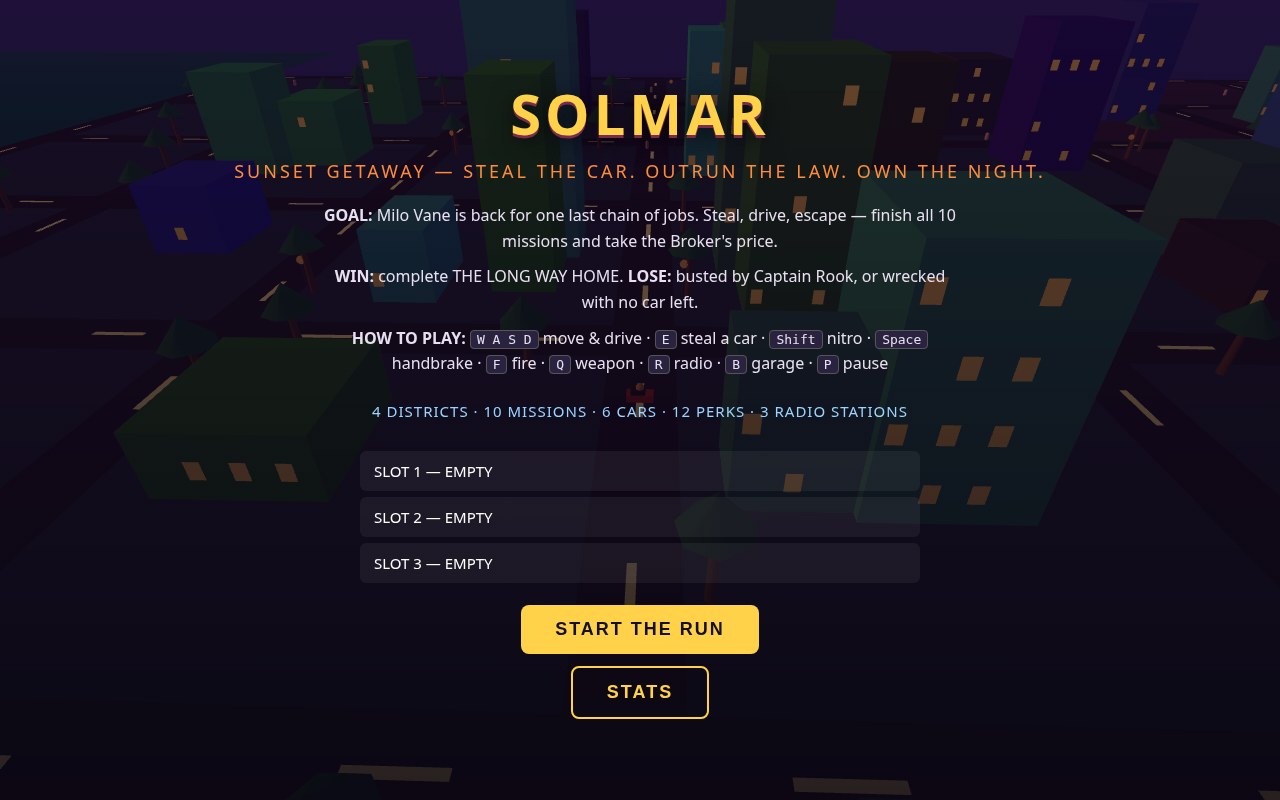 SOLMAR
SUNSET GETAWAY — STEAL THE CAR. OUTRUN THE LAW. OWN THE NIGHT.
GOAL: Milo Vane is back for one last chain of jobs. Steal, drive, escape — finish all 10
missions and take the Broker's price.
WIN: complete THE LONG WAY HOME. LOSE: busted by Captain Rook, or wrecked
with no car left.
HOW TO PLAY: W A S D move & drive · E steal a car · Shift nitro · Space
handbrake · F fire · Q weapon · R radio · B garage · P pause
4 DISTRICTS · 10 MISSIONS · 6 CARS · 12 PERKS · 3 RADIO STATIONS
SLOT 1 — EMPTY
SLOT 2 — EMPTY
SLOT 3 — EMPTY
START THE RUN
STATS